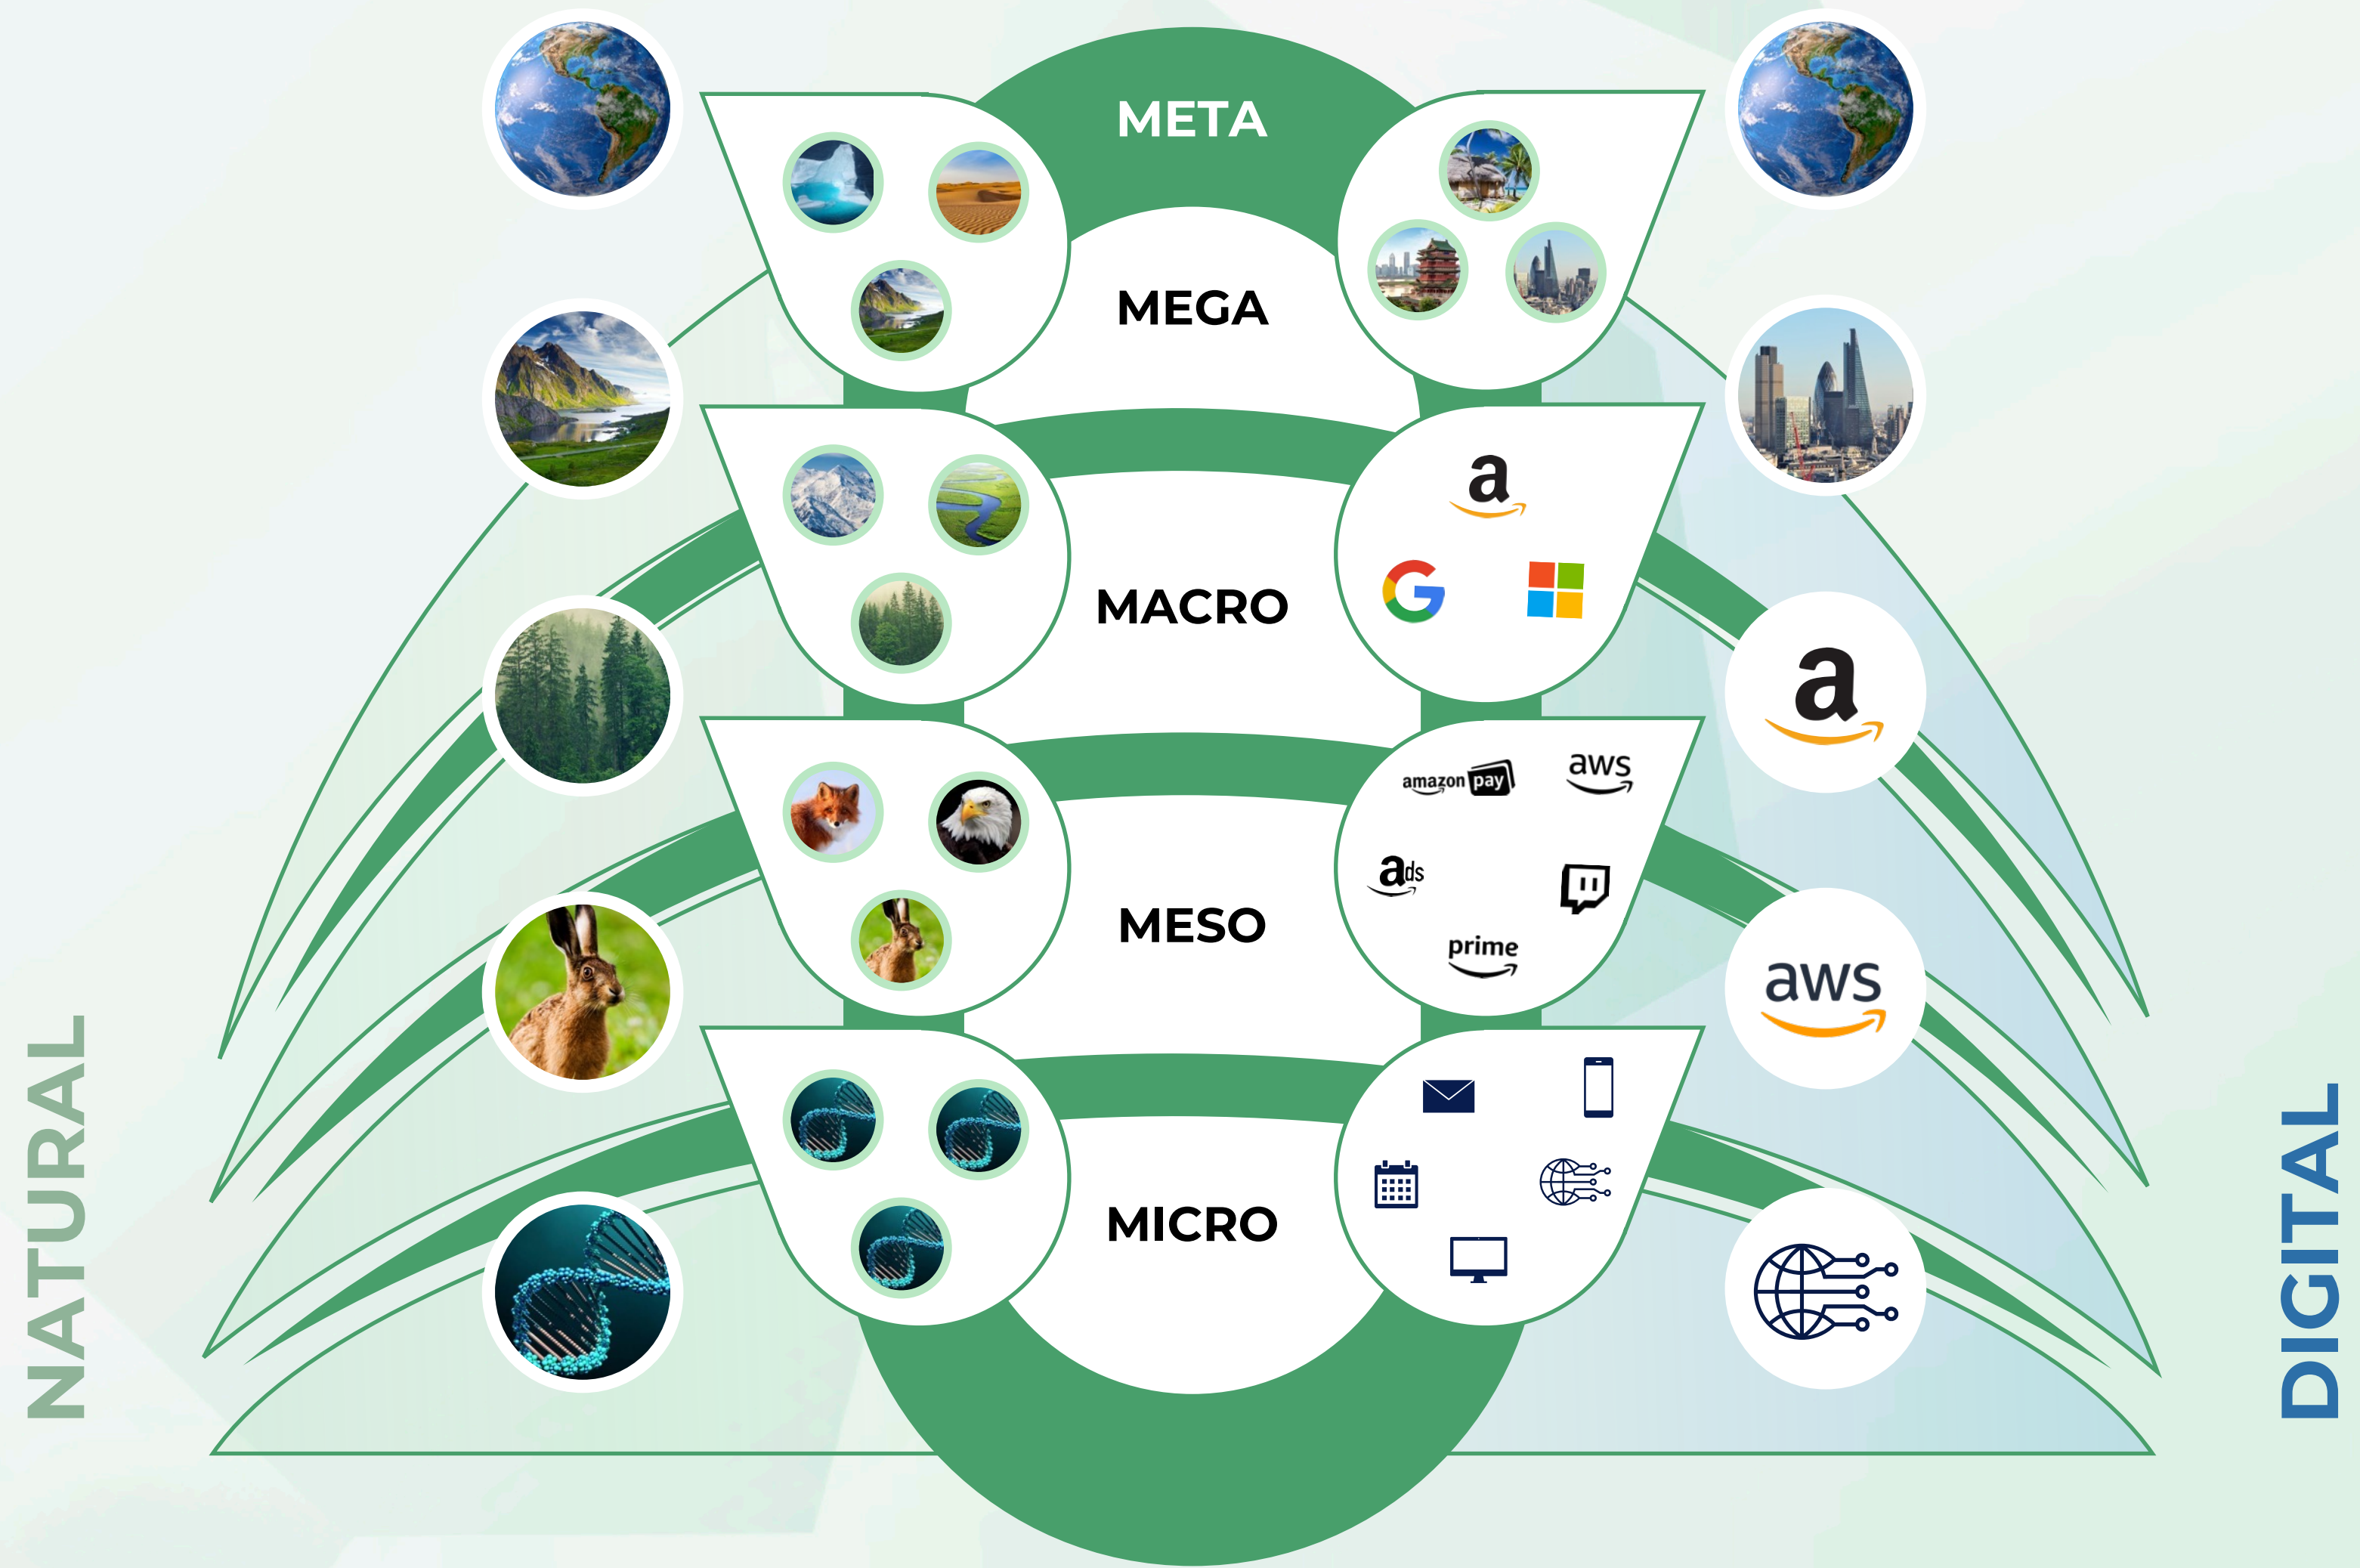 META
MEGA
a
G
MACRO
a
amazon pay
aws
ads
MESO
prime
aws
MICRO
NATURAL
DIGITAL